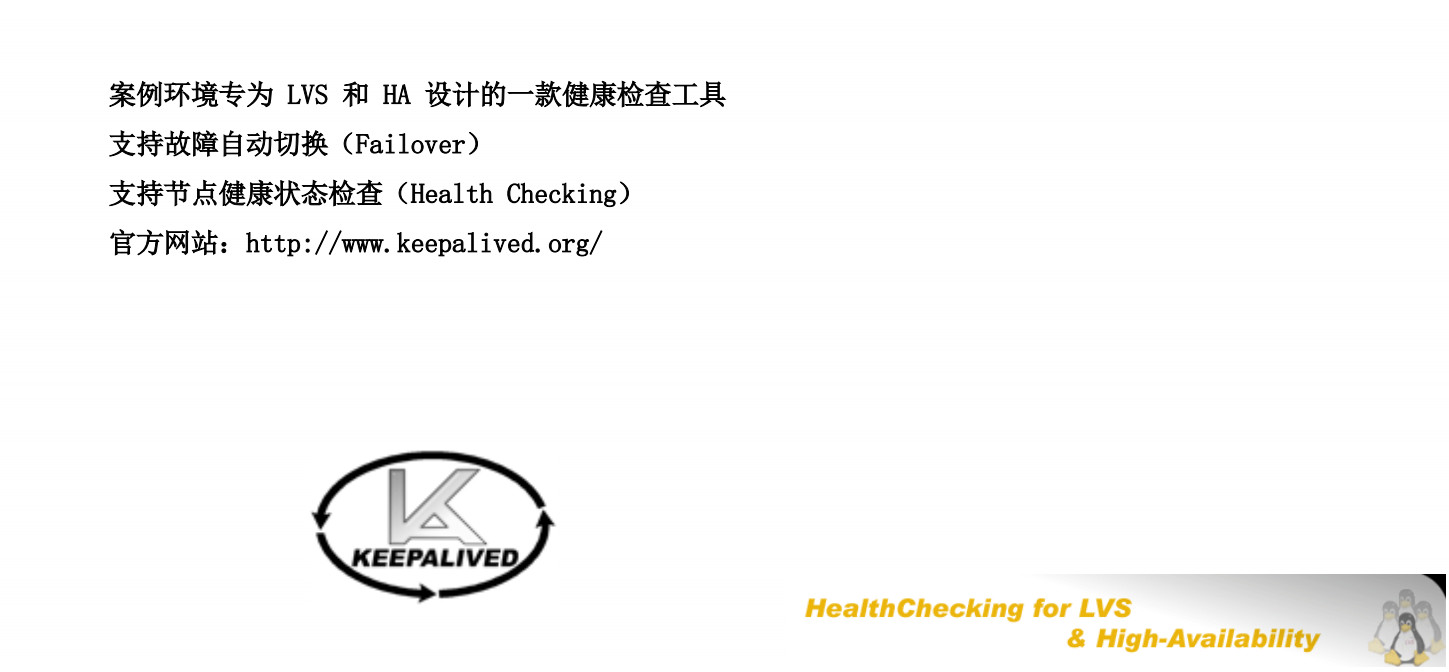 案例环境专为 LVS 和 HA 设计的一款健康检查工具
支持故障自动切换（Failover）
支持节点健康状态检查（Health Checking）
官方网站：http://www.keepalived.org/
KA
KEEPALIVED
HealthChecking for LVS
& High-Availability